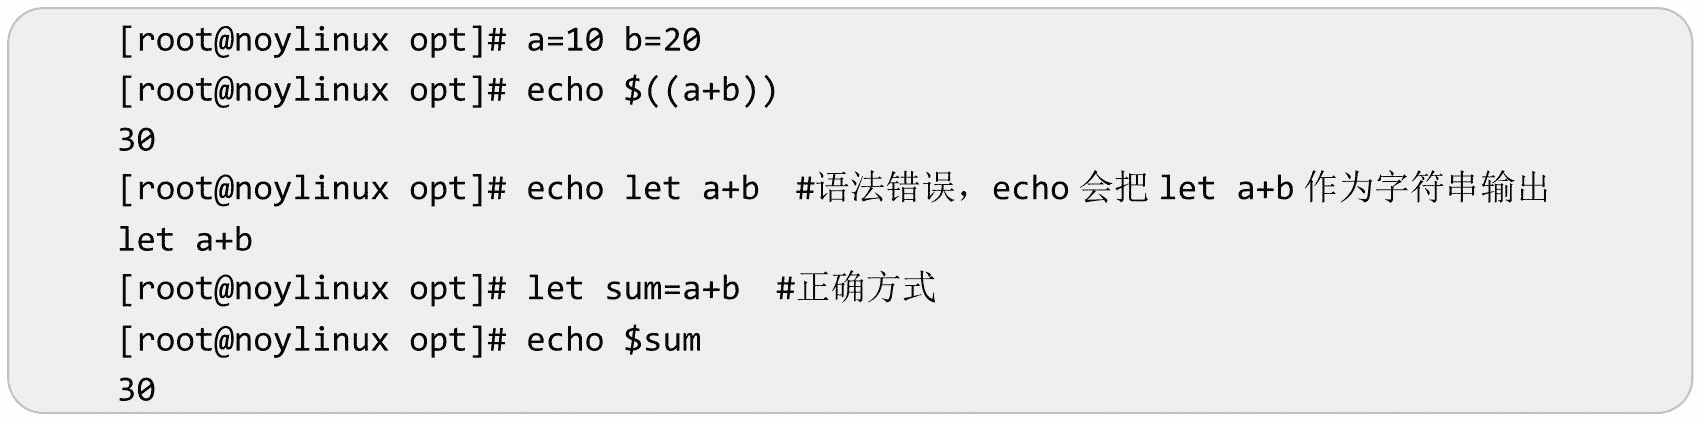 [root@noylinux opt]# a=10 b=20
[root@noylinux opt]# echo $((a+b))
30
[root@noylinux opt]# echo let a+b  #语法错误，echo 会把 let a+b 作为字符串输出
let a+b
[root@noylinux opt]# let sum=a+b  #正确方式
[root@noylinux opt]# echo $sum
30